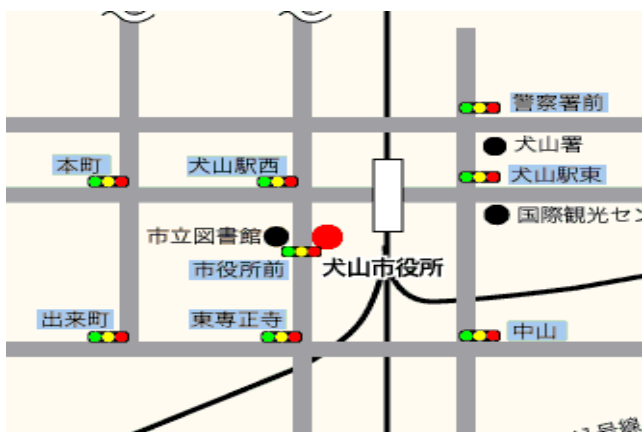 警察署前
犬山署
本町
犬山駅西
犬山駅東
国際観光セン
市立図書館
市役所前
犬山市役所
出来町
東専正寺
中山
号線